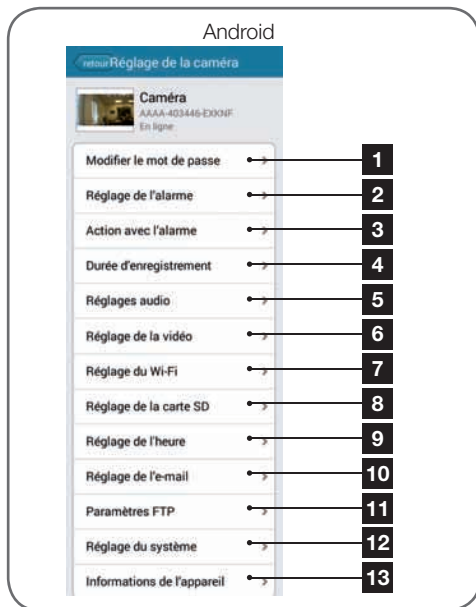 Android
retour Réglage de la caméra
Caméra
AAAA-403446-EXKNF
En ligne
Modifier le mot de passe 1
Réglage de l'alarme 2
Action avec l'alarme 3
Durée d'enregistrement 4
Réglages audio 5
Réglage de la vidéo 6
Réglage du Wi-Fi 7
Réglage de la carte SD 8
Réglage de l'heure 9
Réglage de l'e-mail 10
Paramètres FTP 11
Réglage du système 12
Informations de l'appareil 13